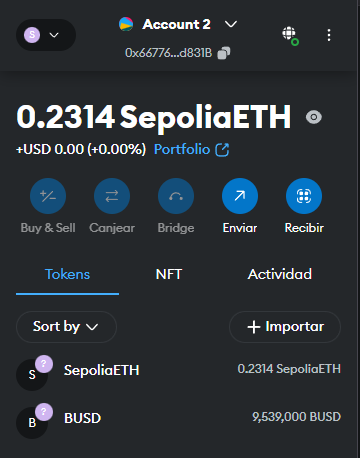 S
Account 2
0x66776...d831B
0.2314 SepoliaETH
+USD 0.00 (+0.00%) Portfolio
Buy & Sell Canjear Bridge Enviar Recibir
Tokens NFT Actividad
Sort by + Importar
S ? SepoliaETH 0.2314 SepoliaETH
B ? BUSD 9,539,000 BUSD